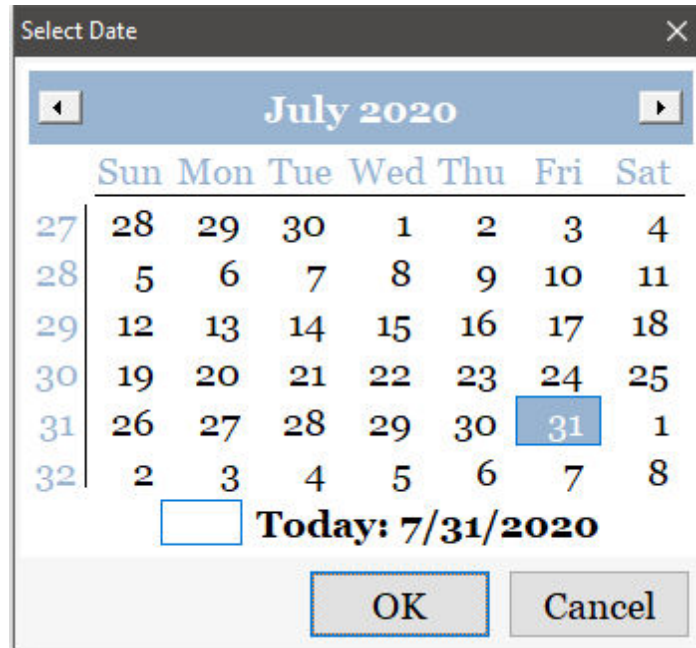 Select Date
July 2020
Sun Mon Tue Wed Thu Fri Sat
27 28 29 30 1 2 3 4
28 5 6 7 8 9 10 11
29 12 13 14 15 16 17 18
30 19 20 21 22 23 24 25
31 26 27 28 29 30 31 1
32 2 3 4 5 6 7 8
Today: 7/31/2020
OK Cancel